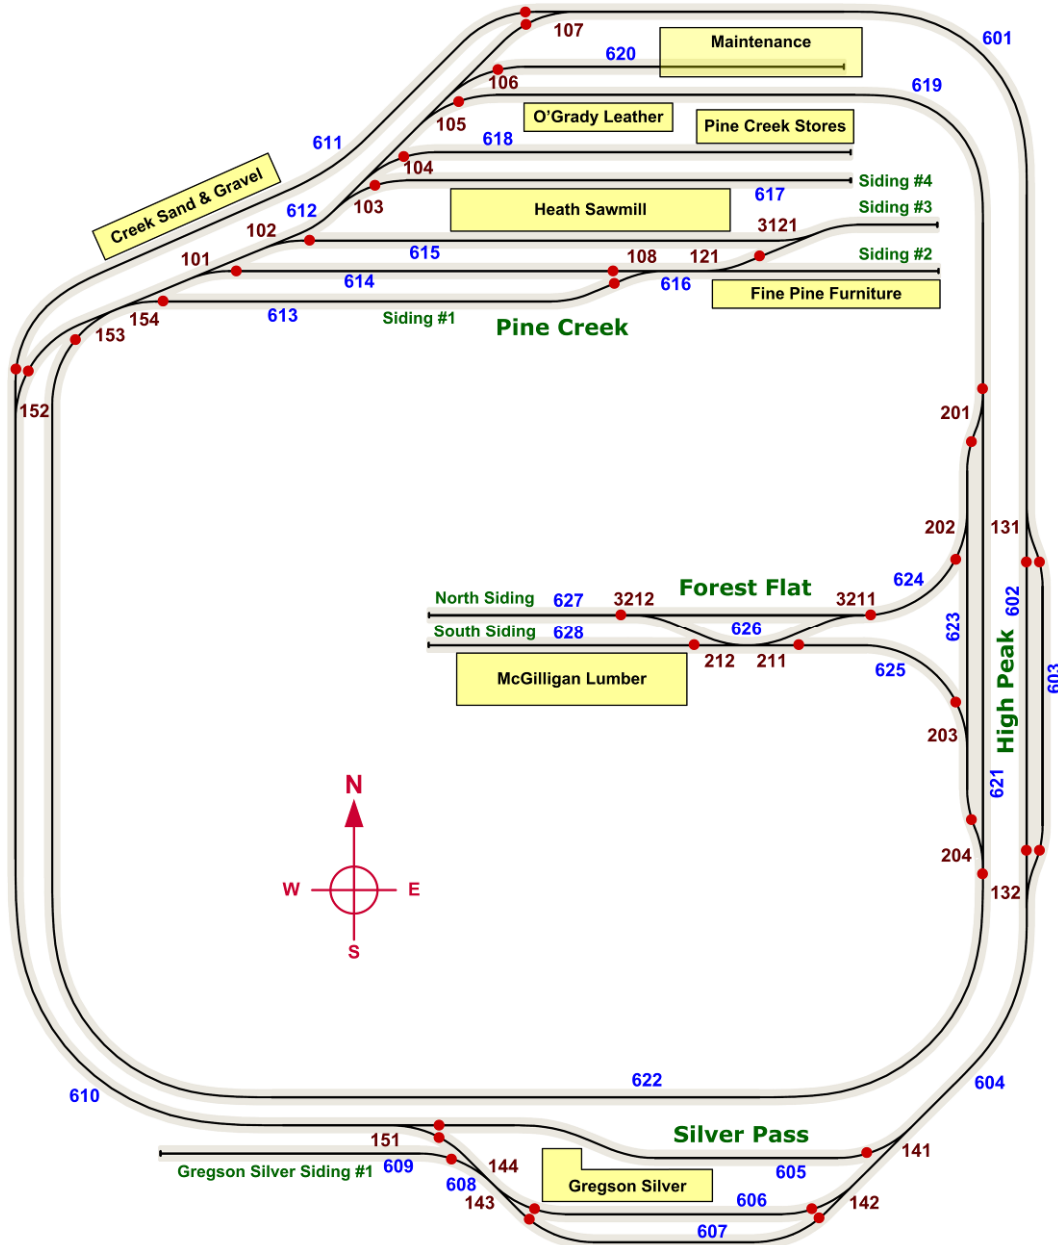 107
601
Maintenance
620
106
619
O'Grady Leather
105
Pine Creek Stores
611
618
104
Siding #4
Creek Sand & Gravel
617
612
103
Heath Sawmill
Siding #3
102
3121
615
101
108
121
Siding #2
614
616
Fine Pine Furniture
154
613
Siding #1
Pine Creek
153
152
201
202
131
624
Forest Flat
North Siding
627
3212
3211
602
South Siding
628
626
623
212
211
625
McGilligan Lumber
High Peak
603
203
621
N
W
E
S
204
132
622
604
610
Silver Pass
151
141
Gregson Silver Siding #1
609
608
144
605
Gregson Silver
143
606
142
607